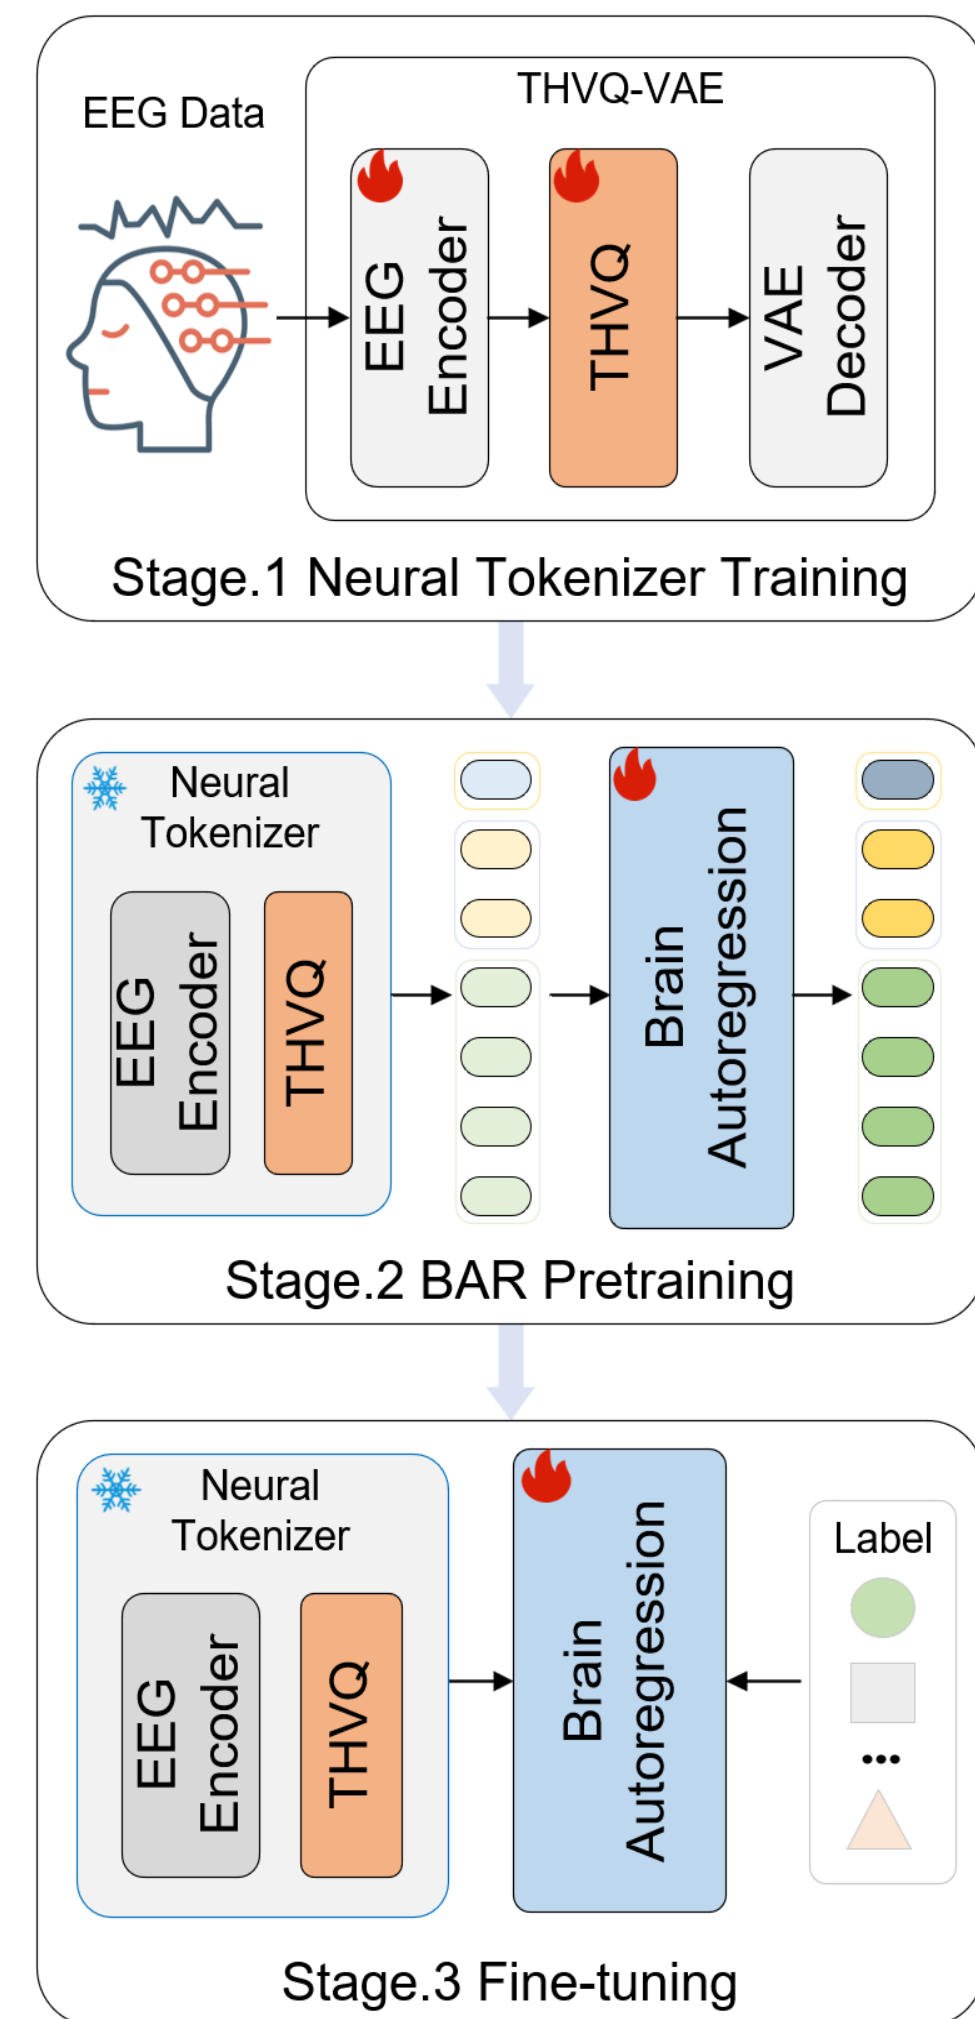 EEG Data
THVQ-VAE
EEG
Encoder
THVQ
VAE
Decoder
Stage.1 Neural Tokenizer Training
Neural
Tokenizer
EEG
Encoder
THVQ
Brain
Autoregression
Stage.2 BAR Pretraining
Neural
Tokenizer
EEG
Encoder
THVQ
Brain
Autoregression
Label
•••
Stage.3 Fine-tuning